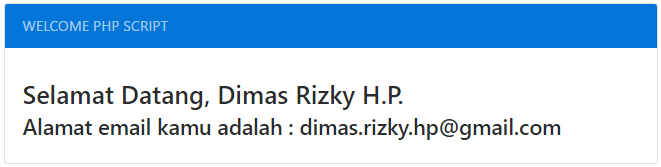 WELCOME PHP SCRIPT
Selamat Datang, Dimas Rizky H.P.
Alamat email kamu adalah : dimas.rizky.hp@gmail.com